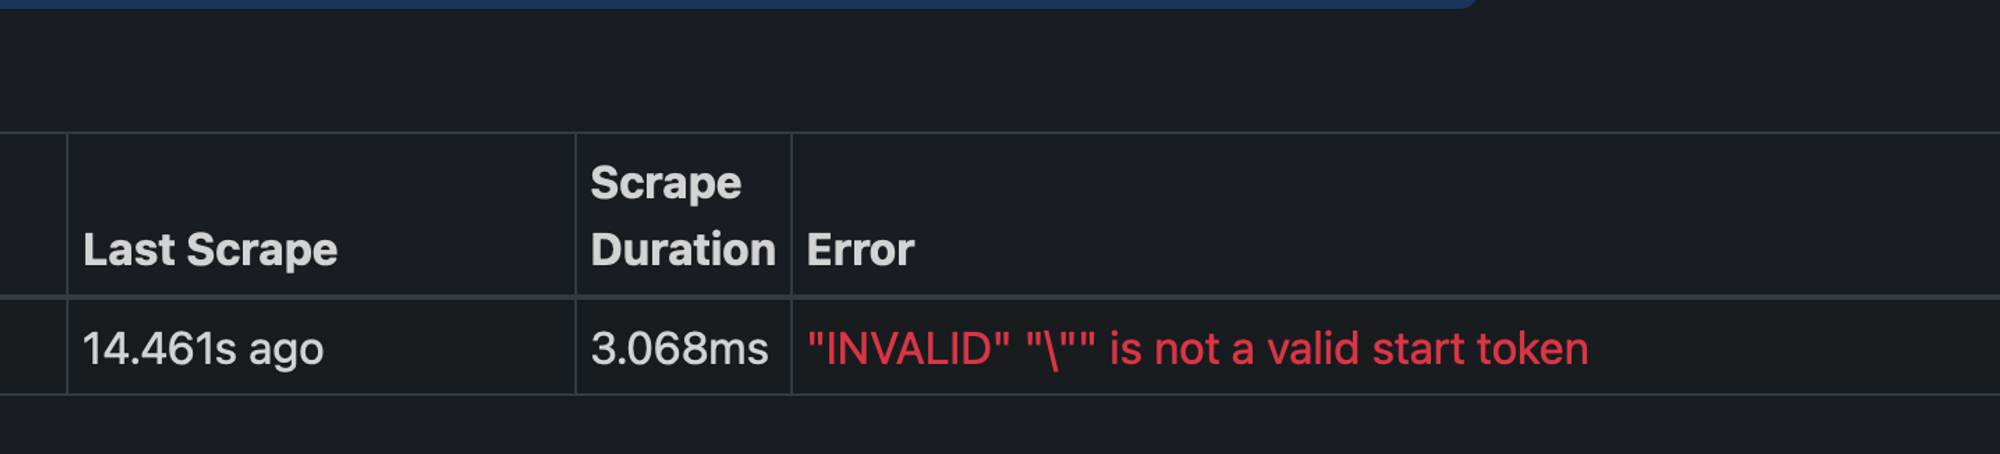 Last Scrape
Scrape
Duration
Error
14.461s ago
3.068ms
"INVALID" "\"" is not a valid start token